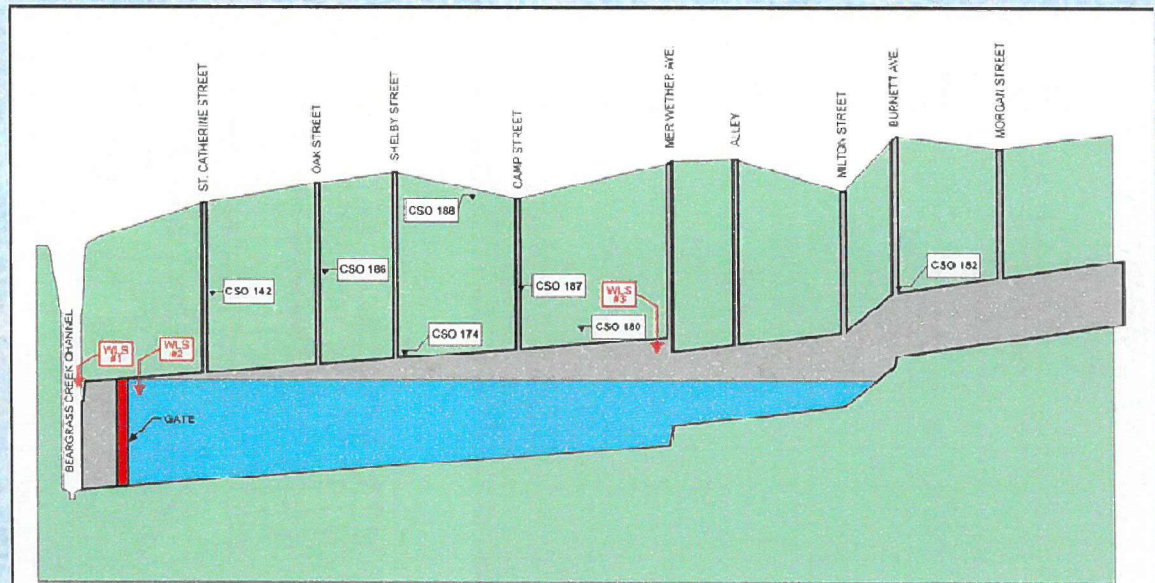 ST. CATHERINE STREET
OAK STREET
SHELBY STREET
CAMP STREET
MERIWETHER AVE.
ALLEY
MILTON STREET
BURNETT AVE.
MORGAN STREET
CSO 188
CSO 186
CSO 142
CSO 187
CSO 182
WLS
#3
CSO 180
CSO 174
WLS
#1
WLS
#2
BEARGRASS CREEK CHANNEL
GATE